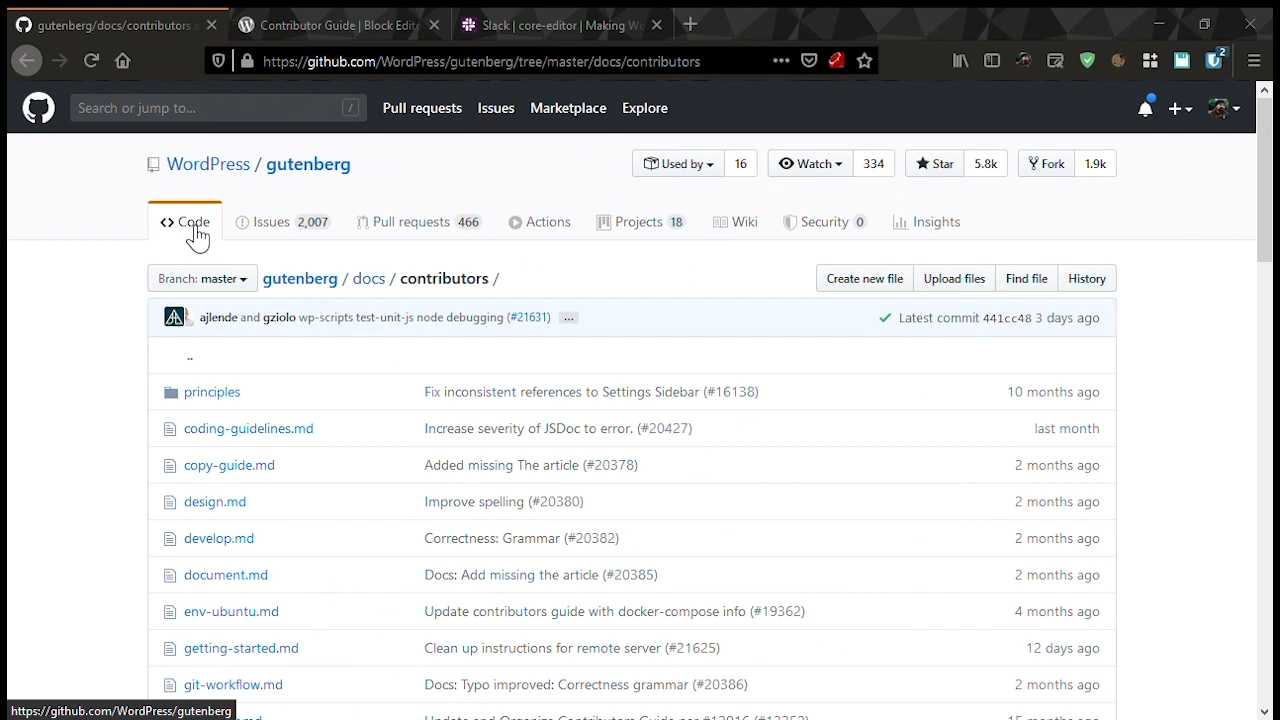 gutenberg/docs/contributors a
Contributor Guide | Block Edito
Slack | core-editor | Making Wo
https://github.com/WordPress/gutenberg/tree/master/docs/contributors
2
Search or jump to... /
Pull requests Issues Marketplace Explore
WordPress / gutenberg
Used by 16 Watch 334 Star 5.8k Fork 1.9k
Code Issues 2,007 Pull requests 466 Actions Projects 18 Wiki Security 0 Insights
Branch: master gutenberg / docs / contributors / Create new file Upload files Find file History
ajlende and gziolo wp-scripts test-unit-js node debugging (#21631) ... Latest commit 441cc48 3 days ago
..
principles Fix inconsistent references to Settings Sidebar (#16138) 10 months ago
coding-guidelines.md Increase severity of JSDoc to error. (#20427) last month
copy-guide.md Added missing The article (#20378) 2 months ago
design.md Improve spelling (#20380) 2 months ago
develop.md Correctness: Grammar (#20382) 2 months ago
document.md Docs: Add missing the article (#20385) 2 months ago
env-ubuntu.md Update contributors guide with docker-compose info (#19362) 4 months ago
getting-started.md Clean up instructions for remote server (#21625) 12 days ago
git-workflow.md Docs: Typo improved: Correctness grammar (#20386) 2 months ago
https://github.com/WordPress/gutenberg